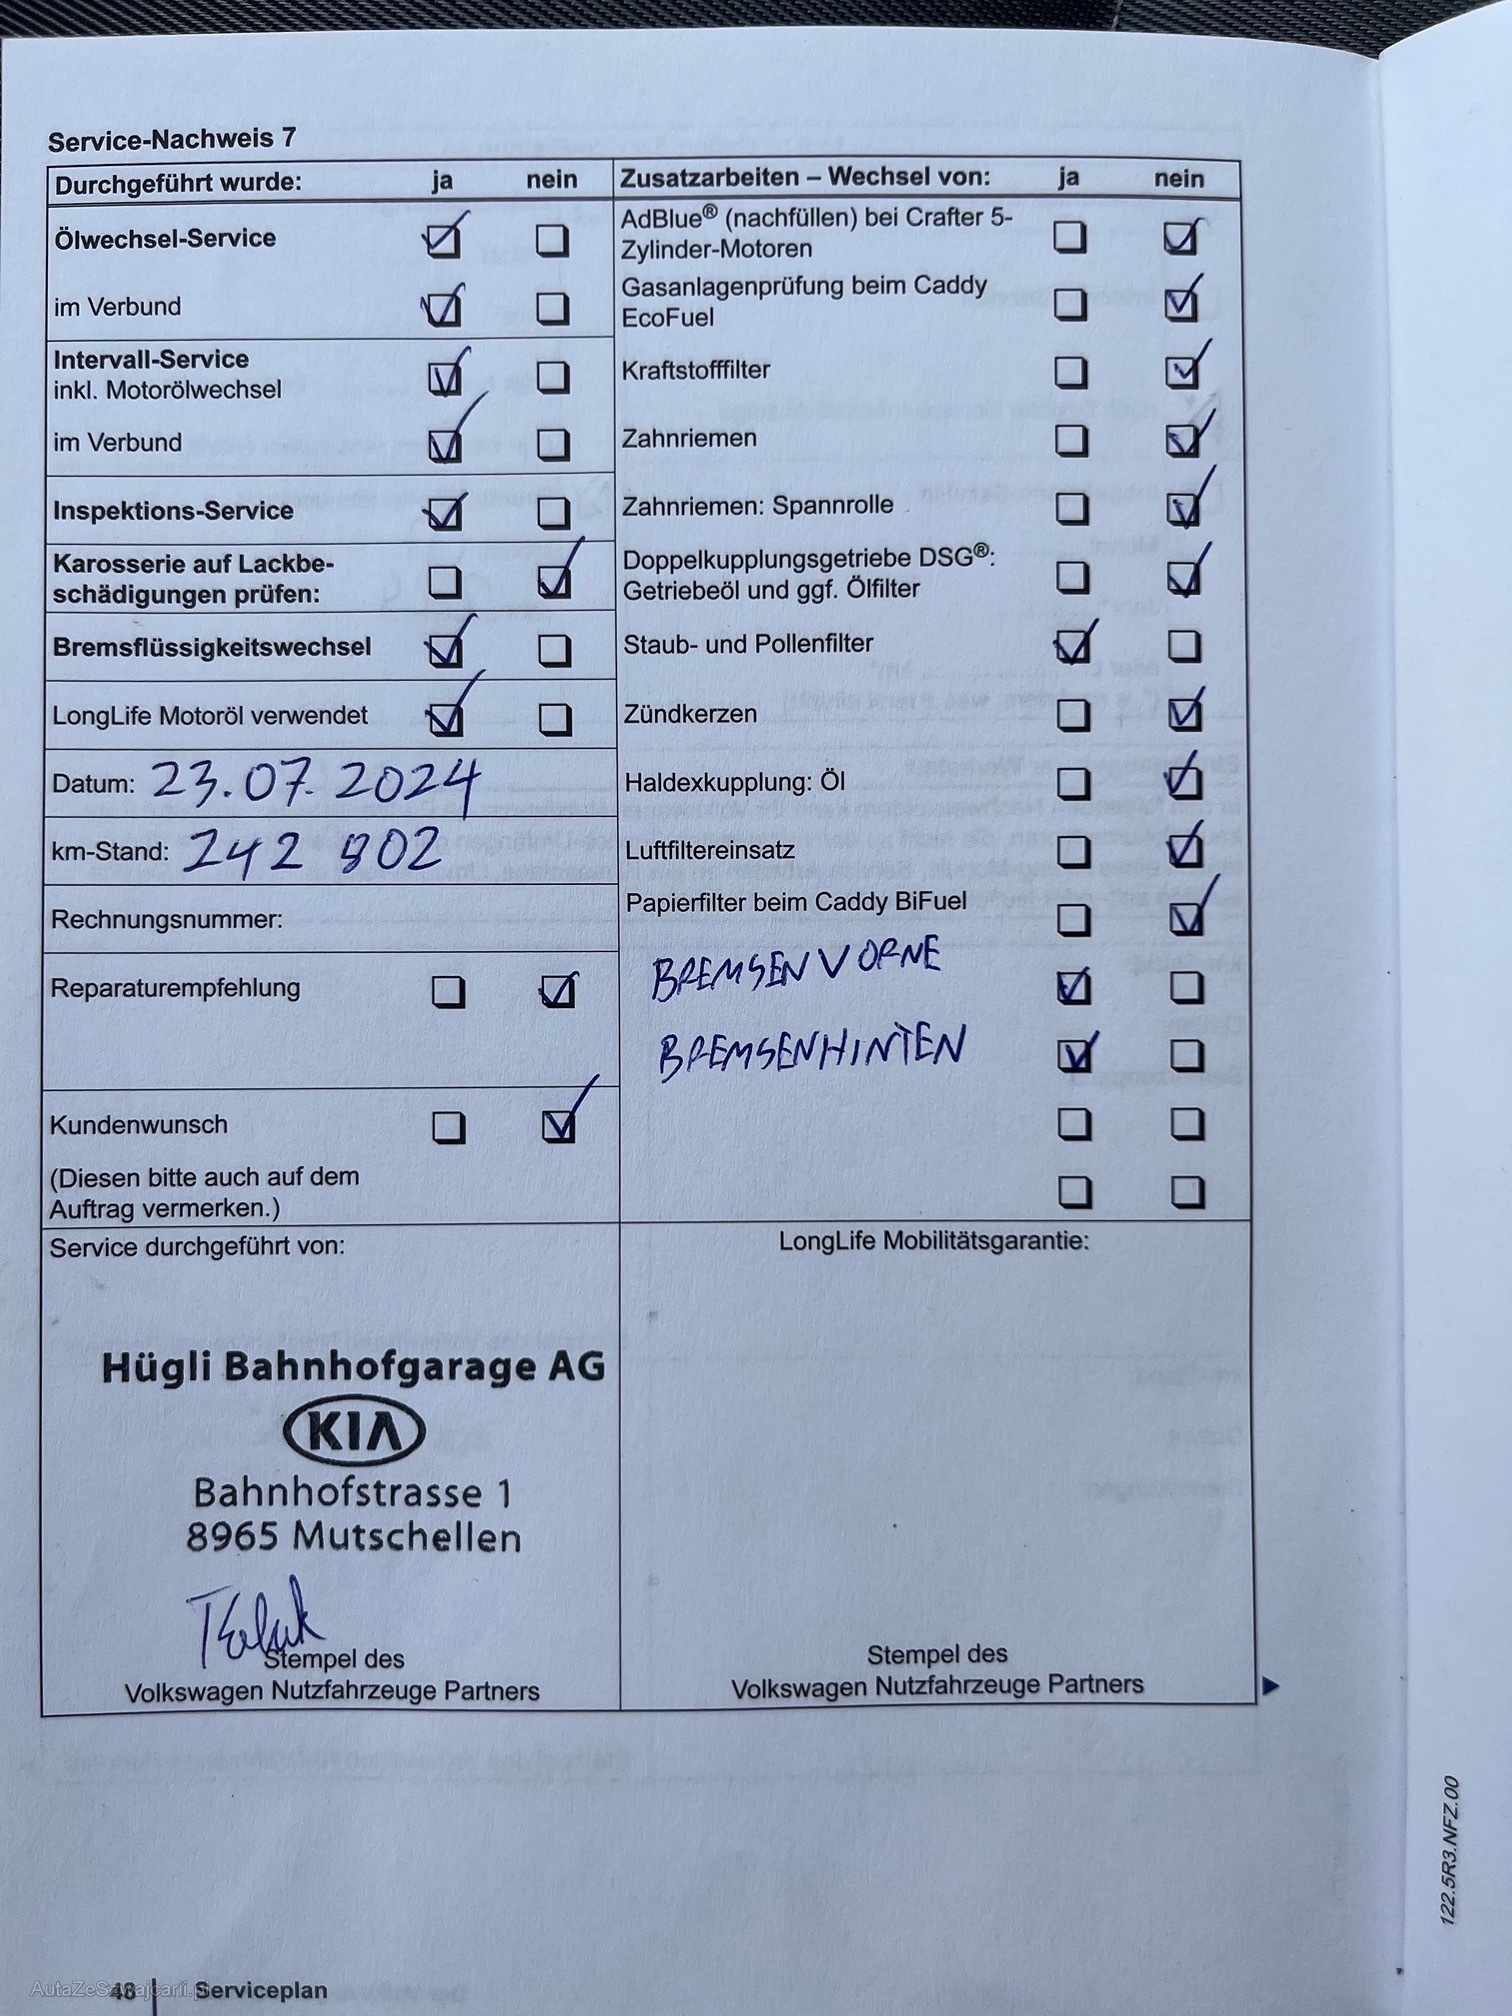 Service-Nachweis 7
Durchgeführt wurde: ja nein
Ölwechsel-Service
im Verbund
Intervall-Service
inkl. Motorölwechsel
im Verbund
Inspektions-Service
Karosserie auf Lackbe-
schädigungen prüfen:
Bremsflüssigkeitswechsel
LongLife Motoröl verwendet
Datum: 23.07.2024
km-Stand: 242 802
Rechnungsnummer:
Reparaturempfehlung
Kundenwunsch
(Diesen bitte auch auf dem
Auftrag vermerken.)
Zusatzarbeiten – Wechsel von: ja nein
AdBlue® (nachfüllen) bei Crafter 5-
Zylinder-Motoren
Gasanlagenprüfung beim Caddy
EcoFuel
Kraftstofffilter
Zahnriemen
Zahnriemen: Spannrolle
Doppelkupplungsgetriebe DSG®:
Getriebeöl und ggf. Ölfilter
Staub- und Pollenfilter
Zündkerzen
Haldexkupplung: Öl
Luftfiltereinsatz
Papierfilter beim Caddy BiFuel
BREMSEN VORNE
BREMSEN HINTEN
Service durchgeführt von:
Hügli Bahnhofgarage AG
KIA
Bahnhofstrasse 1
8965 Mutschellen
Stempel des
Volkswagen Nutzfahrzeuge Partners
LongLife Mobilitätsgarantie:
Stempel des
Volkswagen Nutzfahrzeuge Partners
122.5R3.NFZ.00
48 Serviceplan